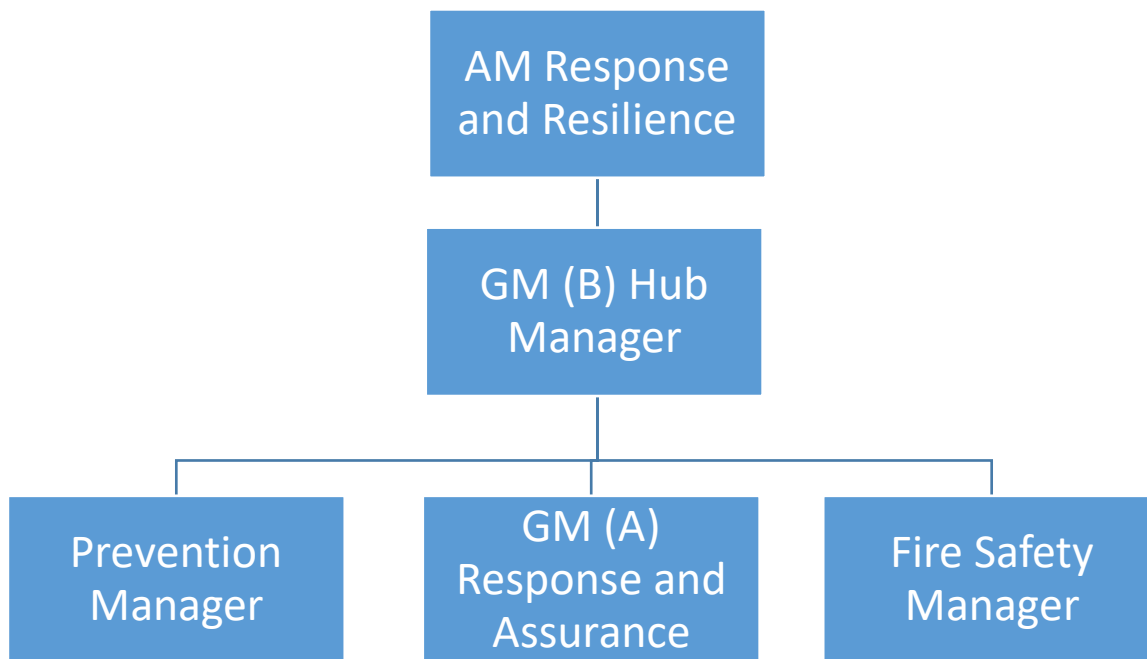 AM Response
and Resilience
GM (B) Hub
Manager
Prevention
Manager
GM (A)
Response and
Assurance
Fire Safety
Manager